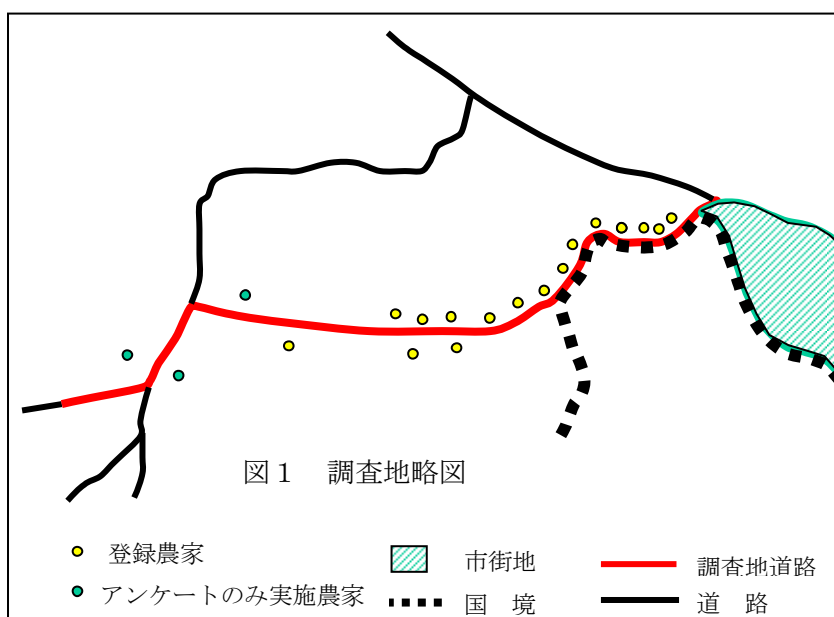 図１　調査地略図
登録農家
市街地
調査地道路
アンケートのみ実施農家
国　境
道　路